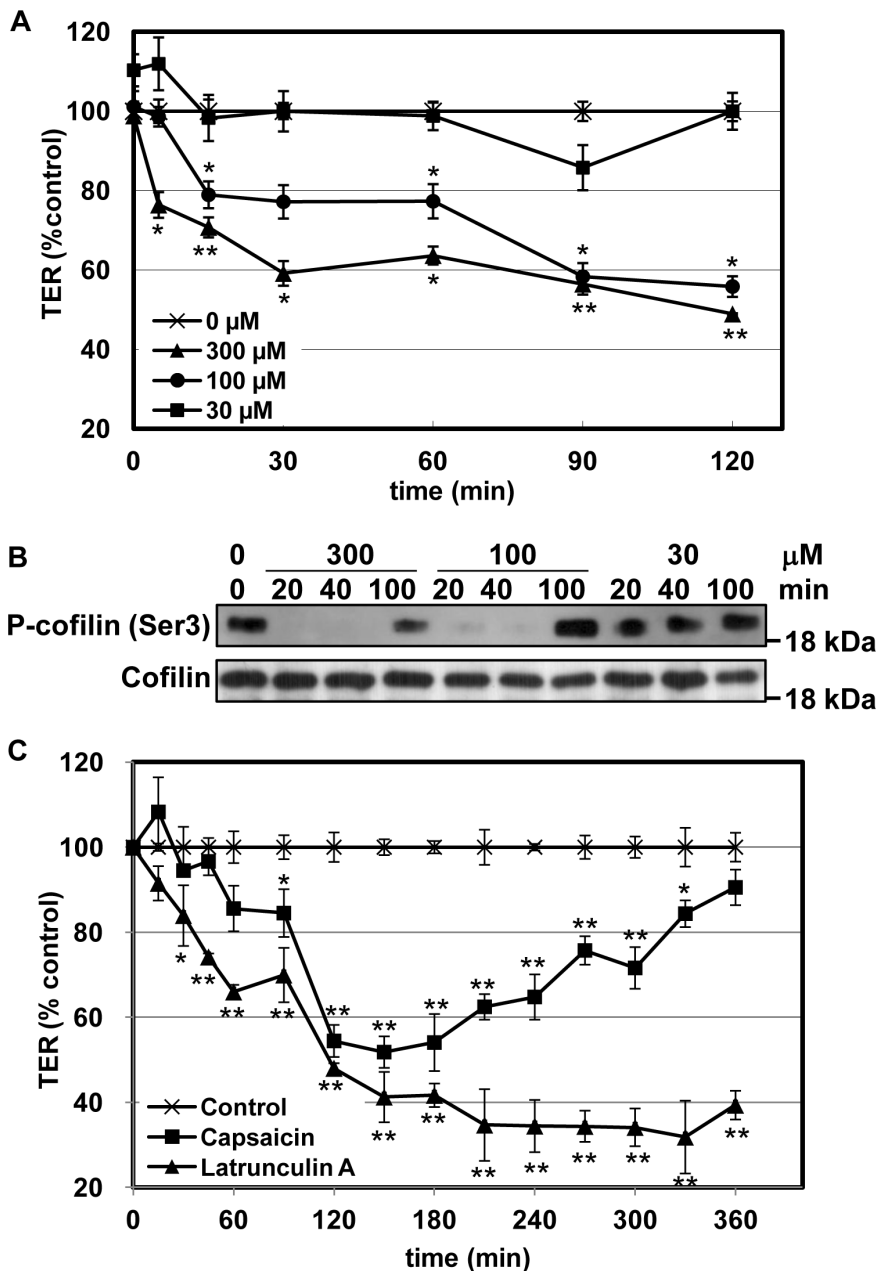 A
120
100
80
60
40
20
TER (%control)
* * * *
* ** * * ** **
0 µM
300 µM
100 µM
30 µM
0 30 60 90 120
time (min)
B
0 300 100 30 µM
0 20 40 100 20 40 100 20 40 100 min
P-cofilin (Ser3)
18 kDa
Cofilin
18 kDa
C
120
100
80
60
40
20
TER (% control)
* ** ** ** ** ** ** ** *
* ** ** ** ** ** ** ** ** ** ** ** **
Control
Capsaicin
Latrunculin A
0 60 120 180 240 300 360
time (min)